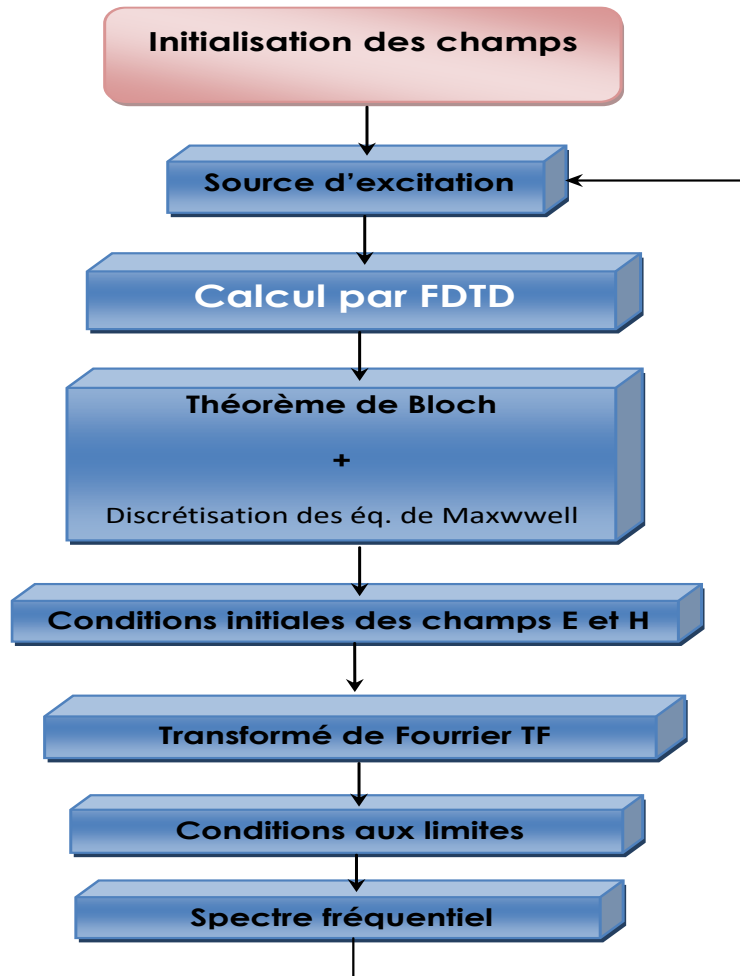 Initialisation des champs
Source d’excitation
Calcul par FDTD
Théorème de Bloch
+
Discrétisation des éq. de Maxwwell
Conditions initiales des champs E et H
Transformé de Fourrier TF
Conditions aux limites
Spectre fréquentiel